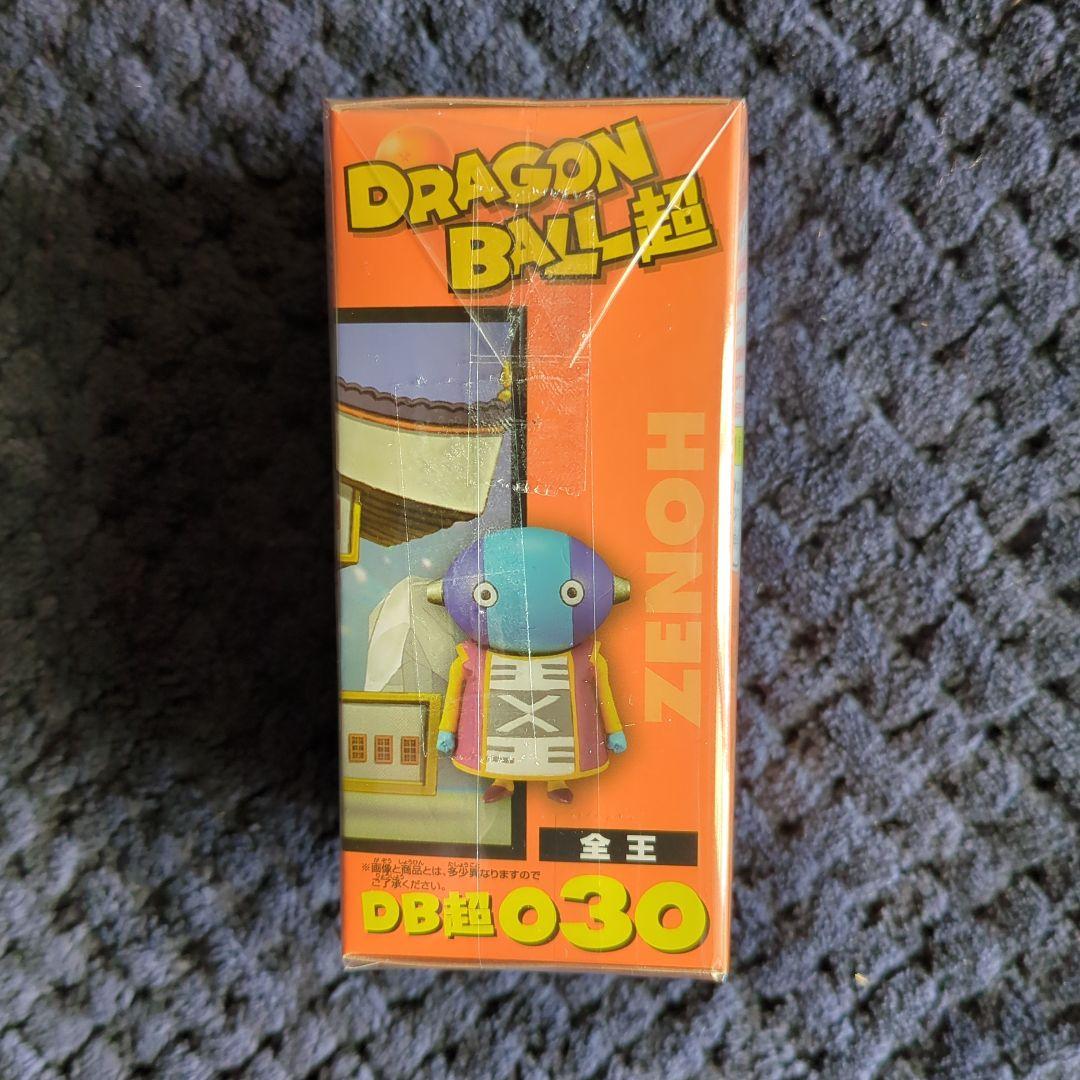 DRAGON
BALL超
ZENOH
全王
※画像と商品とは、多少異なりますので
ご了承ください。
DB超030